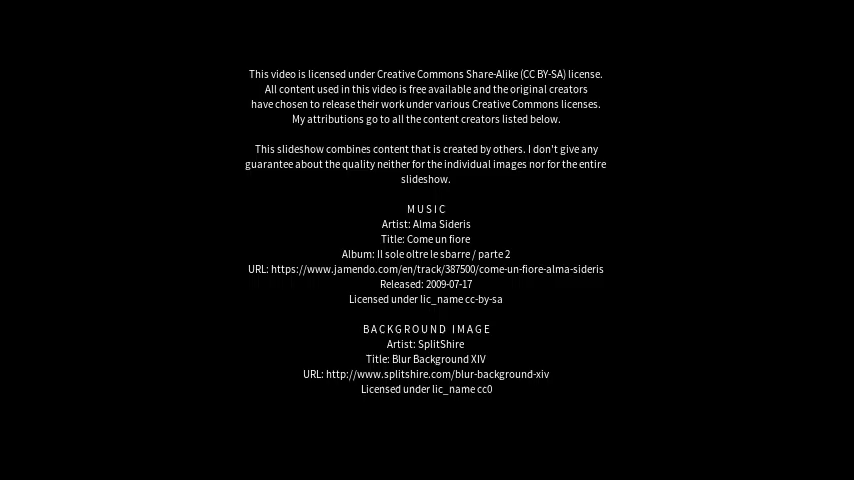 This video is licensed under Creative Commons Share-Alike (CC BY-SA) license.
All content used in this video is free available and the original creators
have chosen to release their work under various Creative Commons licenses.
My attributions go to all the content creators listed below.
This slideshow combines content that is created by others. I don't give any
guarantee about the quality neither for the individual images nor for the entire
slideshow.
MUSIC
Artist: Alma Sideris
Title: Come un fiore
Album: Il sole oltre le sbarre / parte 2
URL: https://www.jamendo.com/en/track/387500/come-un-fiore-alma-sideris
Released: 2009-07-17
Licensed under lic_name cc-by-sa
BACKGROUND IMAGE
Artist: SplitShire
Title: Blur Background XIV
URL: http://www.splitshire.com/blur-background-xiv
Licensed under lic_name cc0